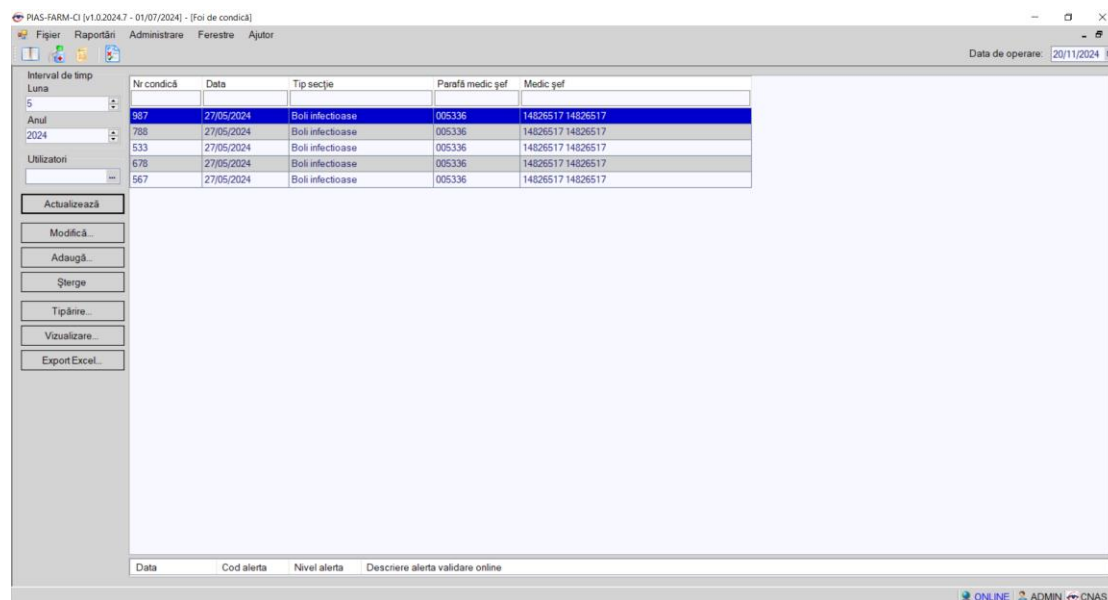 PIAS-FARM-CI [v1.0.2024.7 - 01/07/2024] - [Foi de condică]
Fișier Raportări Administrare Ferestre Ajutor
Data de operare: 20/11/2024
Interval de timp
Luna
5
Anul
2024
Utilizatori
...
Actualizează
Modifică...
Adaugă...
Șterge
Tipărire...
Vizualizare...
Export Excel...
Nr condică Data Tip secție Parafă medic șef Medic șef
987 27/05/2024 Boli infectioase 005336 14826517 14826517
788 27/05/2024 Boli infectioase 005336 14826517 14826517
533 27/05/2024 Boli infectioase 005336 14826517 14826517
678 27/05/2024 Boli infectioase 005336 14826517 14826517
567 27/05/2024 Boli infectioase 005336 14826517 14826517
Data Cod alerta Nivel alerta Descriere alerta validare online
ONLINE ADMIN CNAS